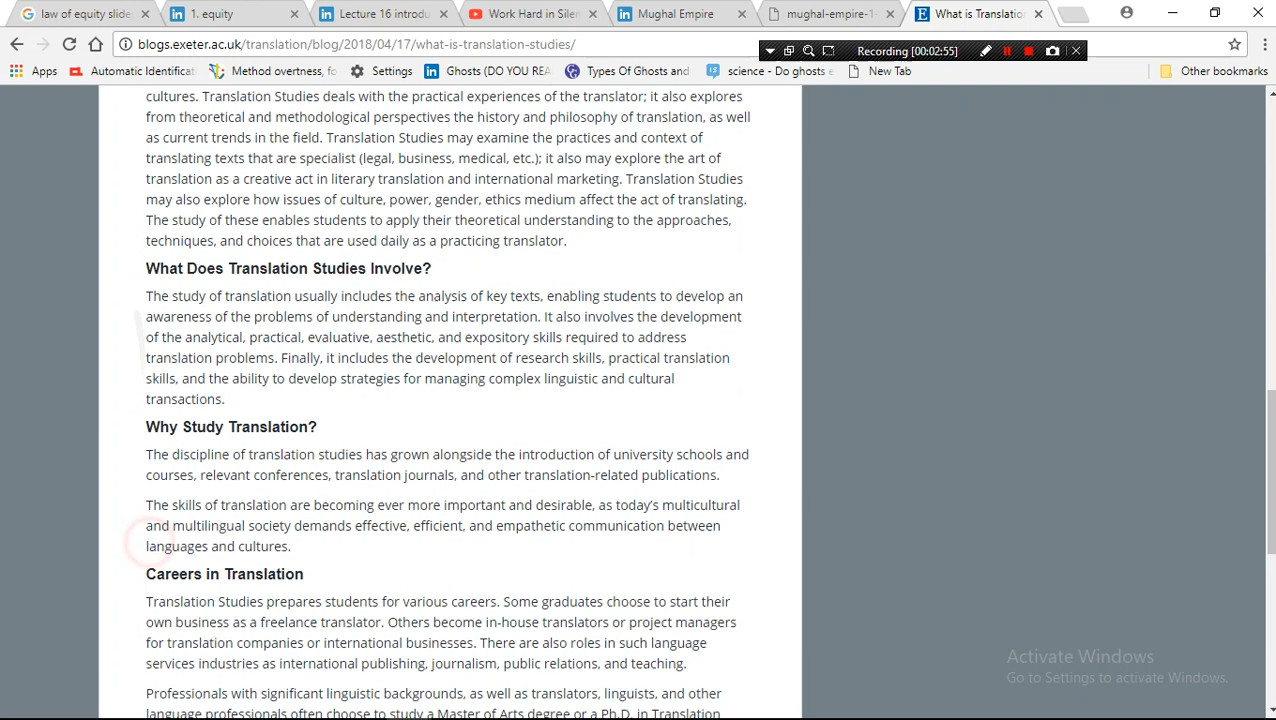 law of equity slide
1. equity
Lecture 16 introdu
Work Hard in Silen
Mughal Empire
mughal-empire-1-
What is Translation
blogs.exeter.ac.uk/translation/blog/2018/04/17/what-is-translation-studies/
Recording [00:02:55]
Apps
Automatic Identificat
Method overtness, fo
Settings
Ghosts (DO YOU REA
Types Of Ghosts and
science - Do ghosts e
New Tab
Other bookmarks
cultures. Translation Studies deals with the practical experiences of the translator; it also explores
from theoretical and methodological perspectives the history and philosophy of translation, as well
as current trends in the field. Translation Studies may examine the practices and context of
translating texts that are specialist (legal, business, medical, etc.); it also may explore the art of
translation as a creative act in literary translation and international marketing. Translation Studies
may also explore how issues of culture, power, gender, ethics medium affect the act of translating.
The study of these enables students to apply their theoretical understanding to the approaches,
techniques, and choices that are used daily as a practicing translator.
What Does Translation Studies Involve?
The study of translation usually includes the analysis of key texts, enabling students to develop an
awareness of the problems of understanding and interpretation. It also involves the development
of the analytical, practical, evaluative, aesthetic, and expository skills required to address
translation problems. Finally, it includes the development of research skills, practical translation
skills, and the ability to develop strategies for managing complex linguistic and cultural
transactions.
Why Study Translation?
The discipline of translation studies has grown alongside the introduction of university schools and
courses, relevant conferences, translation journals, and other translation-related publications.
The skills of translation are becoming ever more important and desirable, as today's multicultural
and multilingual society demands effective, efficient, and empathetic communication between
languages and cultures.
Careers in Translation
Translation Studies prepares students for various careers. Some graduates choose to start their
own business as a freelance translator. Others become in-house translators or project managers
for translation companies or international businesses. There are also roles in such language
services industries as international publishing, journalism, public relations, and teaching.
Professionals with significant linguistic backgrounds, as well as translators, linguists, and other
language professionals often choose to study a Master of Arts degree or a Ph.D. in Translation
Activate Windows
Go to Settings to activate Windows.